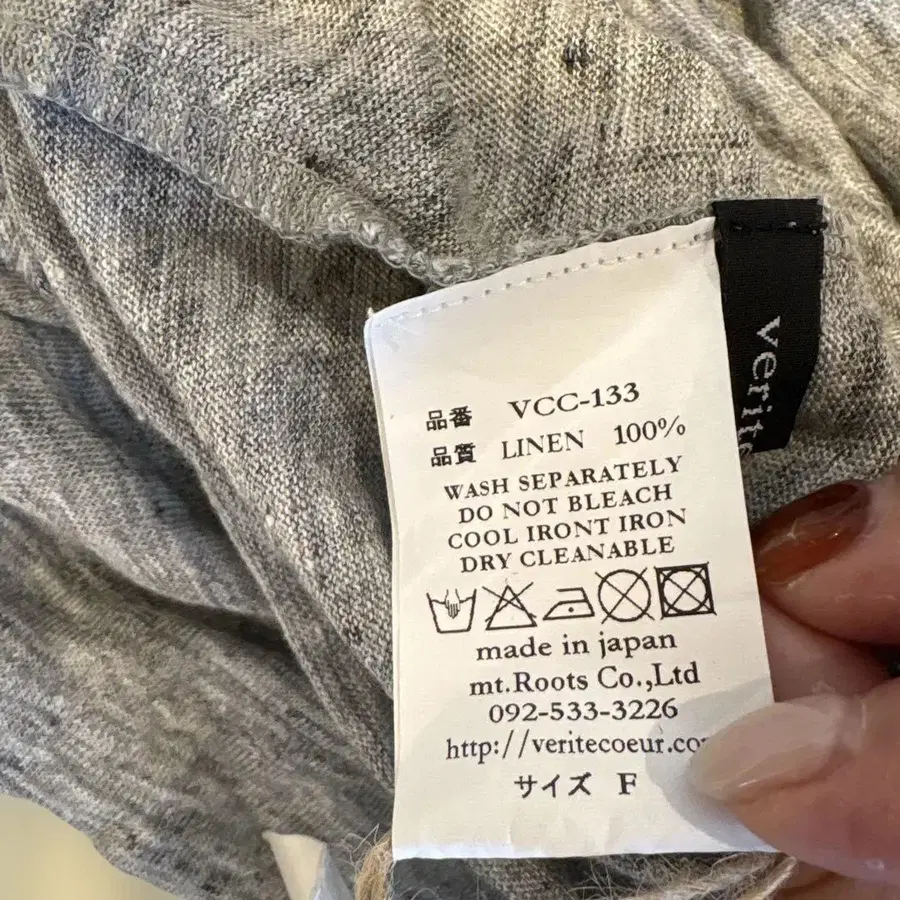 品番 VCC-133
品質 LINEN 100%
WASH SEPARATELY
DO NOT BLEACH
COOL IRONT IRON
DRY CLEANABLE
made in japan
mt.Roots Co.,Ltd
092-533-3226
http://veritecoeur.co
サイズ F
verite